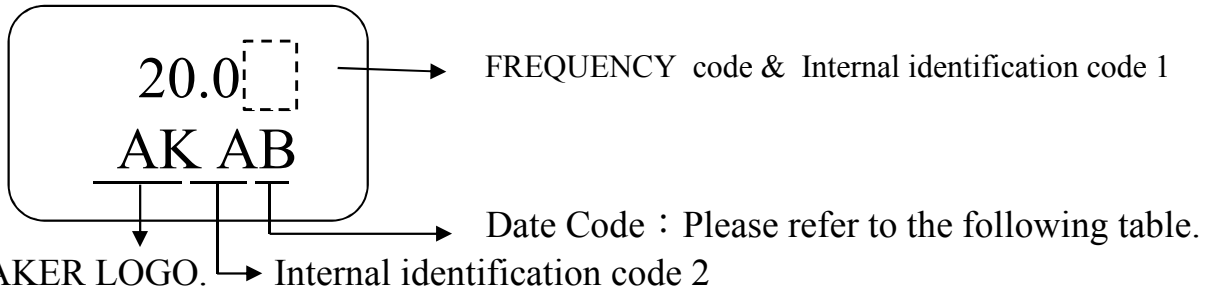 20.0
FREQUENCY code & Internal identification code 1
AK AB
Date Code：Please refer to the following table.
AKER LOGO.
Internal identification code 2